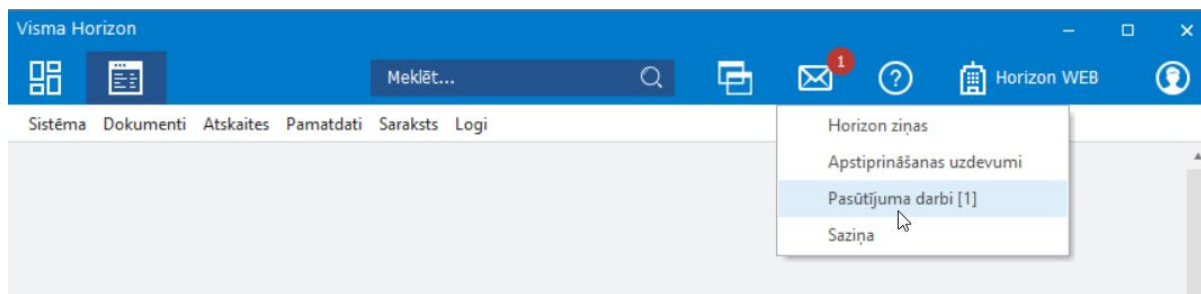 Visma Horizon
Meklēt...
1
?
Horizon WEB
Sistēma Dokumenti Atskaites Pamatdati Saraksts Logi
Horizon ziņas
Apstiprināšanas uzdevumi
Pasūtījuma darbi [1]
Saziņa